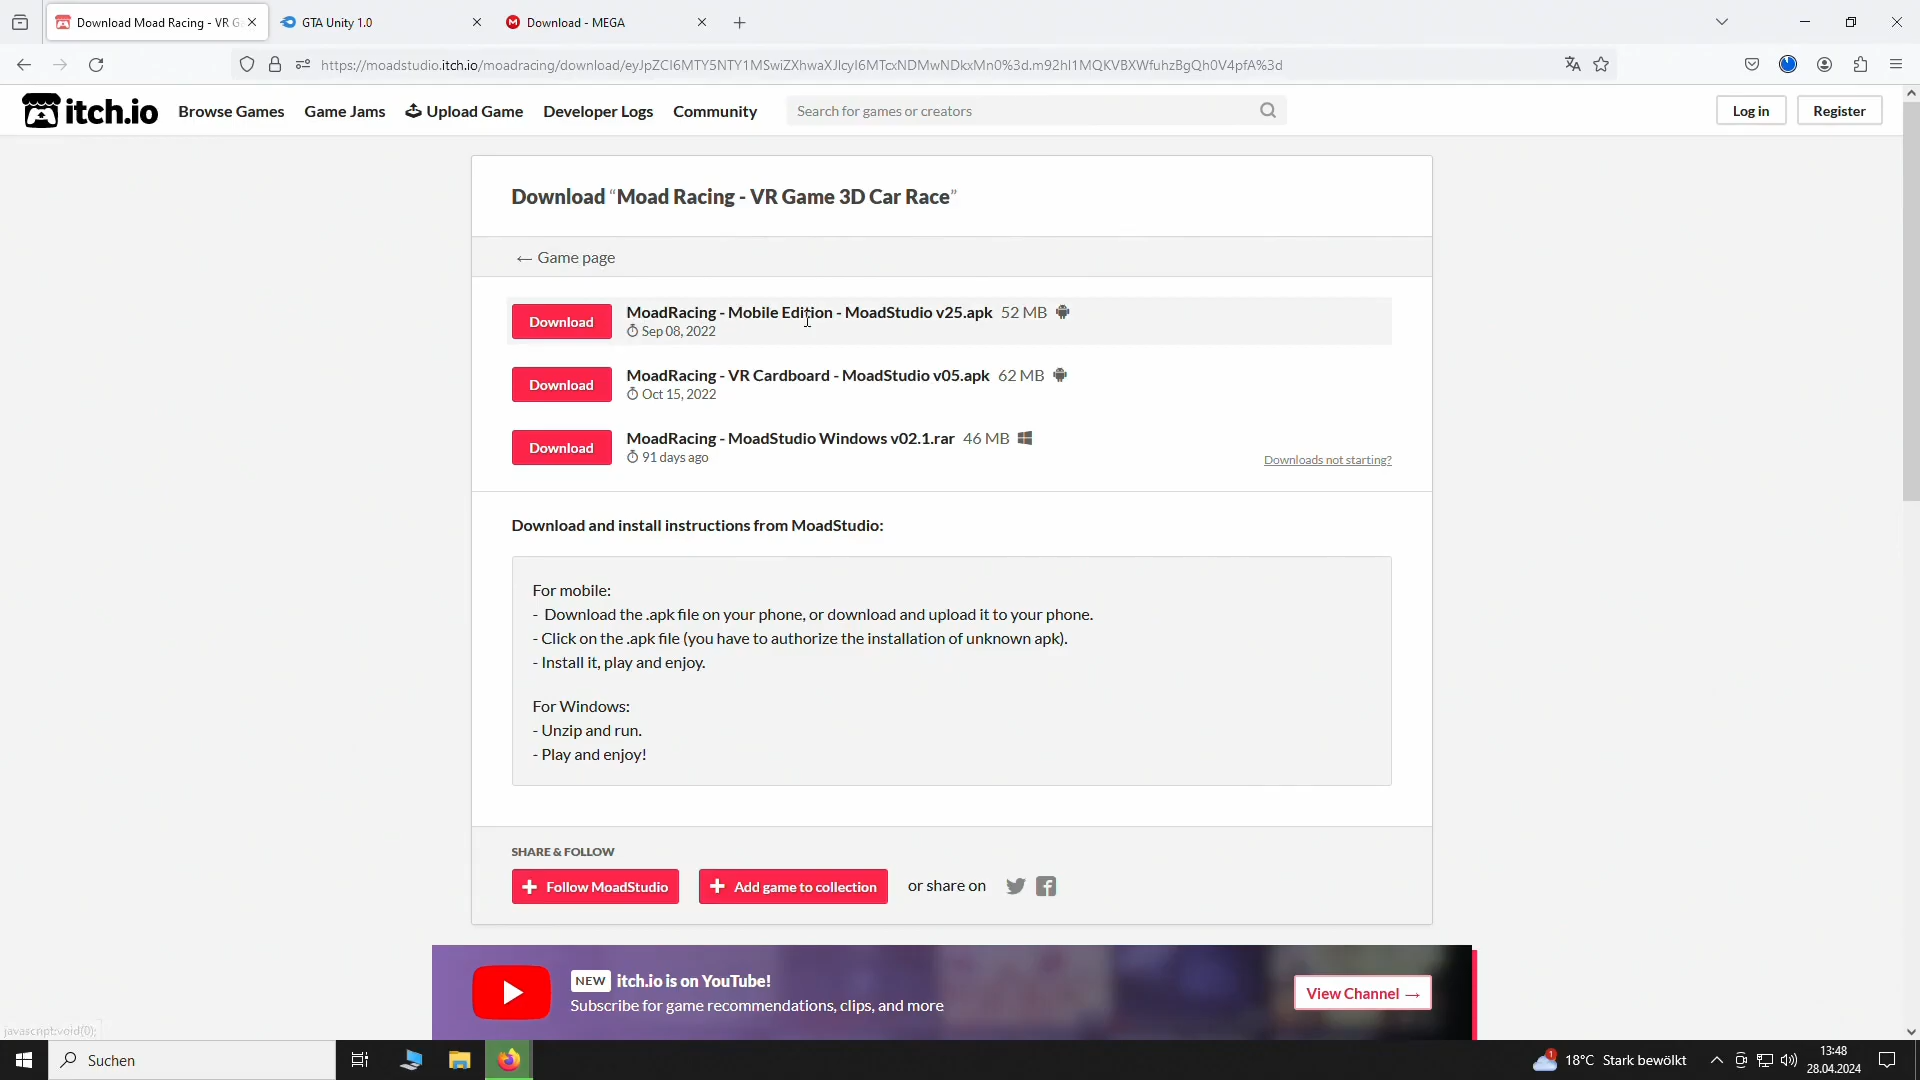 Download Moad Racing - VR G
GTA Unity 1.0
Download - MEGA
https://moadstudio.itch.io/moadracing/download/eyJpZCI6MTY5NTY1MSwiZXhwaXJlcyI6MTcxNDMwNDkxMn0%3d.m92hl1MQKVBXWfuhzBgQh0V4pfA%3d
itch.io Browse Games Game Jams Upload Game Developer Logs Community Search for games or creators Log in Register
Download “Moad Racing - VR Game 3D Car Race”
← Game page
Download MoadRacing - Mobile Edition - MoadStudio v25.apk 52 MB
Sep 08, 2022
Download MoadRacing - VR Cardboard - MoadStudio v05.apk 62 MB
Oct 15, 2022
Download MoadRacing - MoadStudio Windows v02.1.rar 46 MB
91 days ago
Downloads not starting?
Download and install instructions from MoadStudio:
For mobile:
- Download the .apk file on your phone, or download and upload it to your phone.
- Click on the .apk file (you have to authorize the installation of unknown apk).
- Install it, play and enjoy.
For Windows:
- Unzip and run.
- Play and enjoy!
SHARE & FOLLOW
+ Follow MoadStudio + Add game to collection or share on
NEW itch.io is on YouTube!
Subscribe for game recommendations, clips, and more
View Channel →
javascript:void(0);
Suchen
1
18°C Stark bewölkt
13:48
28.04.2024